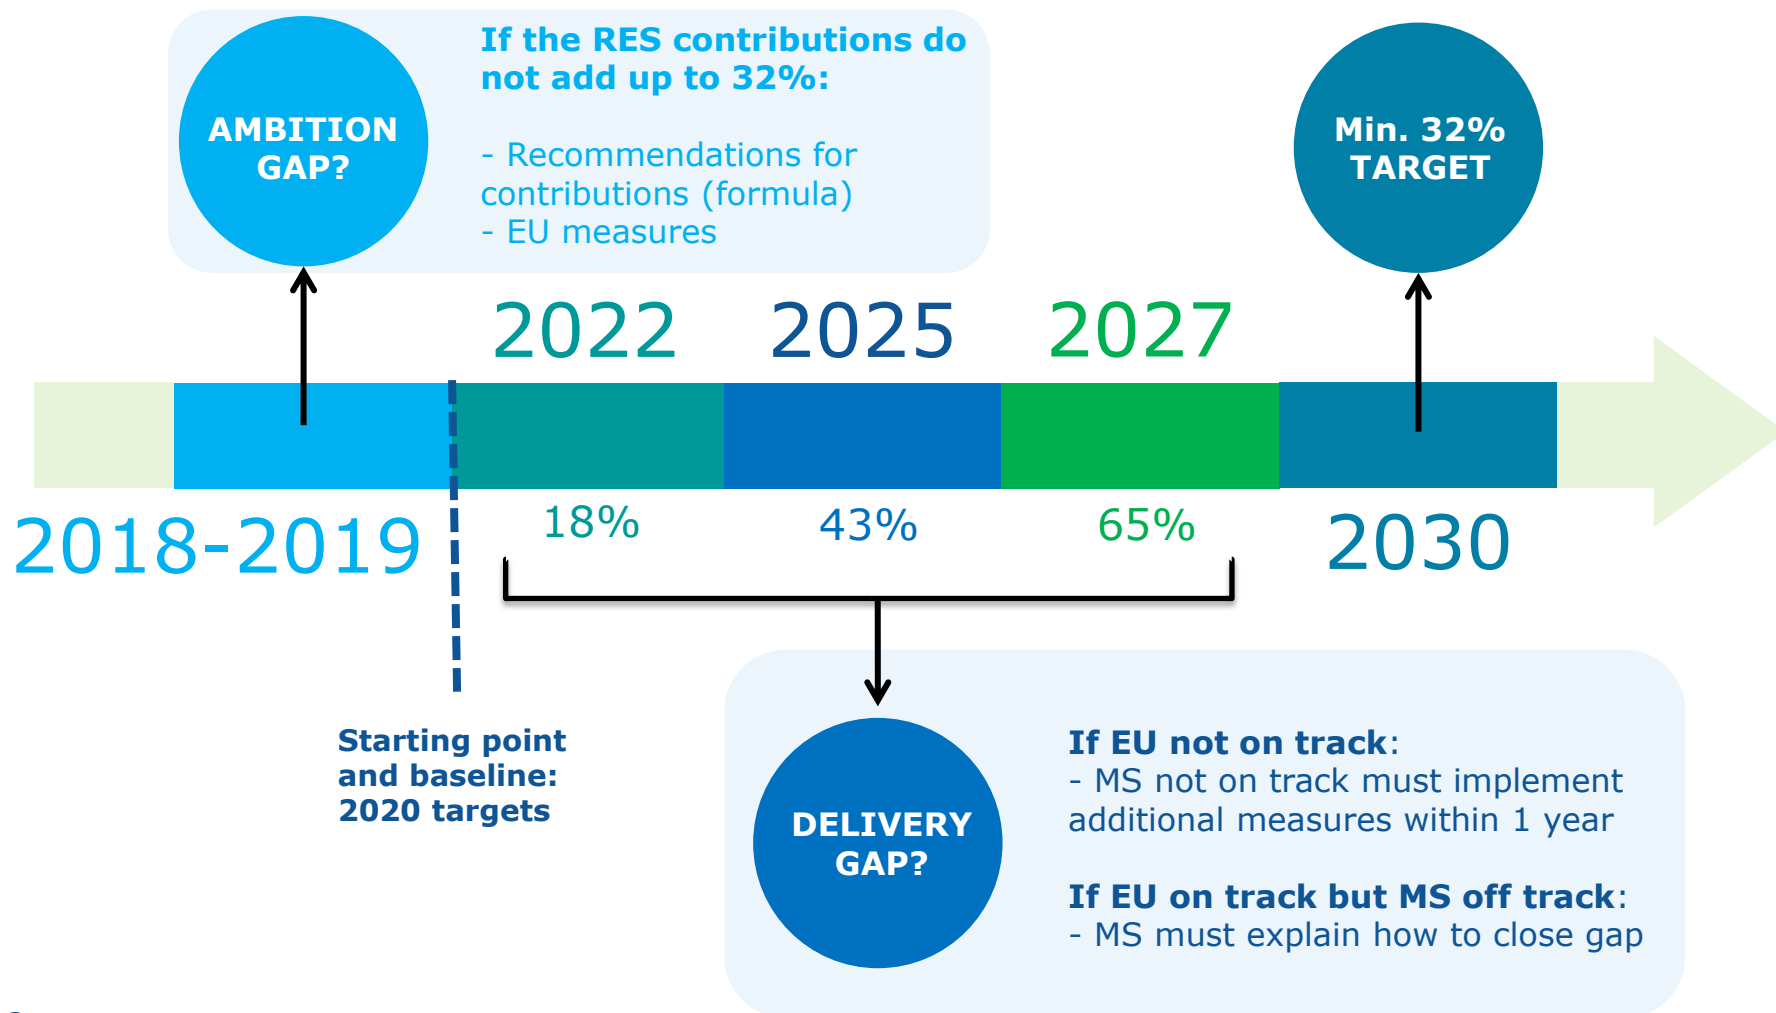 AMBITION
GAP?
If the RES contributions do
not add up to 32%:
- Recommendations for
contributions (formula)
- EU measures
Min. 32%
TARGET
2022
2025
2027
2018-2019
18%
43%
65%
2030
Starting point
and baseline:
2020 targets
DELIVERY
GAP?
If EU not on track:
- MS not on track must implement
additional measures within 1 year
If EU on track but MS off track:
- MS must explain how to close gap